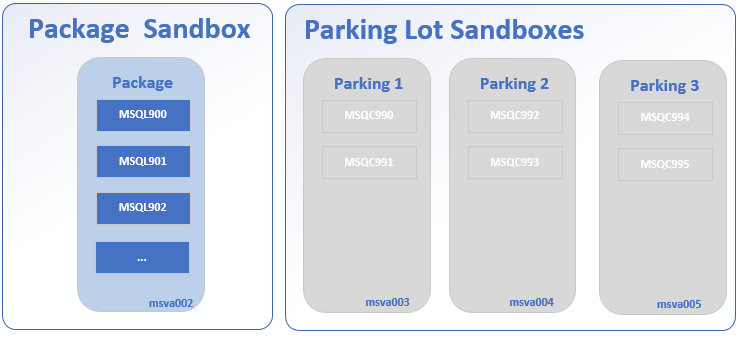 Package Sandbox
Package
MSQL900
MSQL901
MSQL902
...
msva002
Parking Lot Sandboxes
Parking 1
MSQC990
MSQC991
msva003
Parking 2
MSQC992
MSQC993
msva004
Parking 3
MSQC994
MSQC995
msva005